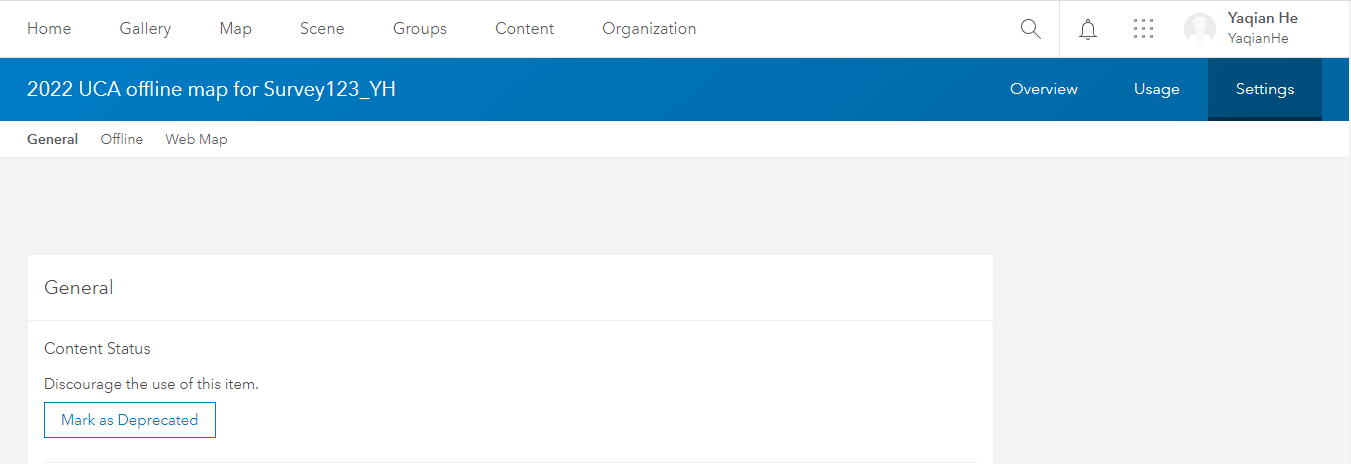 Home Gallery Map Scene Groups Content Organization
Yaqian He
YaqianHe
2022 UCA offline map for Survey123_YH Overview Usage Settings
General Offline Web Map
General
Content Status
Discourage the use of this item.
Mark as Deprecated